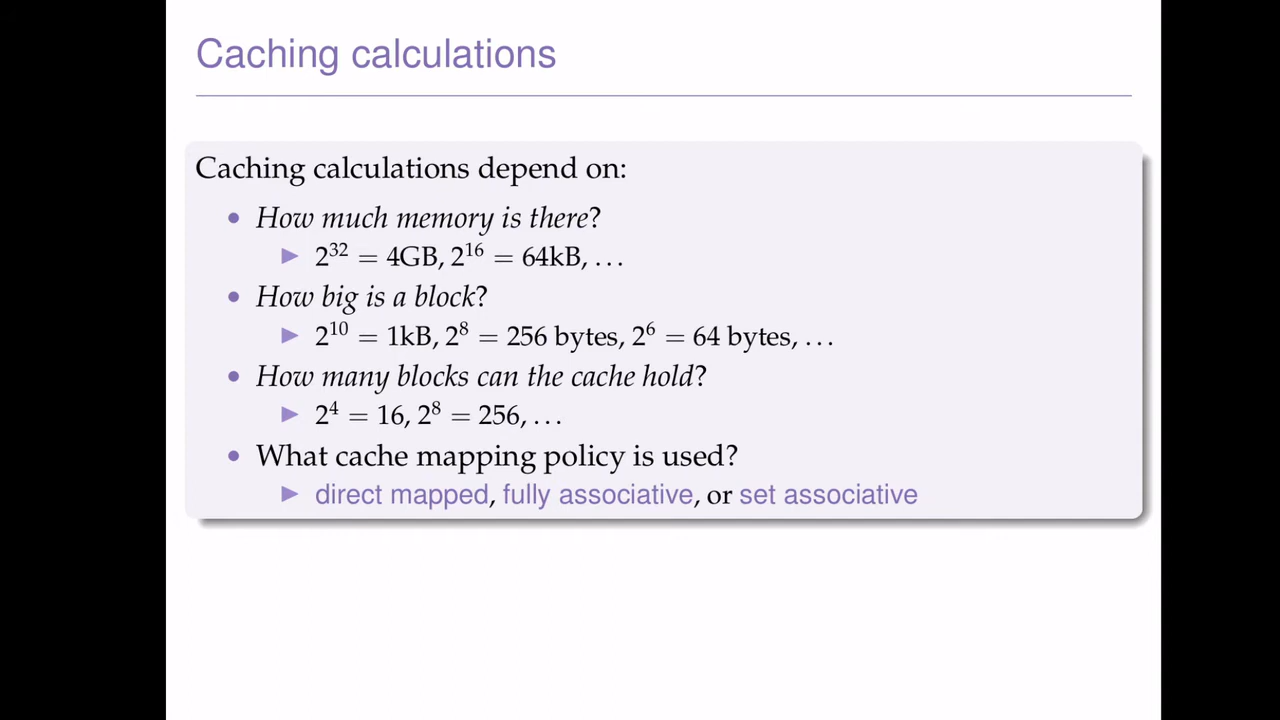 Caching calculations
Caching calculations depend on:
• How much memory is there?
▶ 2³² = 4GB, 2¹⁶ = 64kB, …
• How big is a block?
▶ 2¹⁰ = 1kB, 2⁸ = 256 bytes, 2⁶ = 64 bytes, …
• How many blocks can the cache hold?
▶ 2⁴ = 16, 2⁸ = 256, …
• What cache mapping policy is used?
▶ direct mapped, fully associative, or set associative